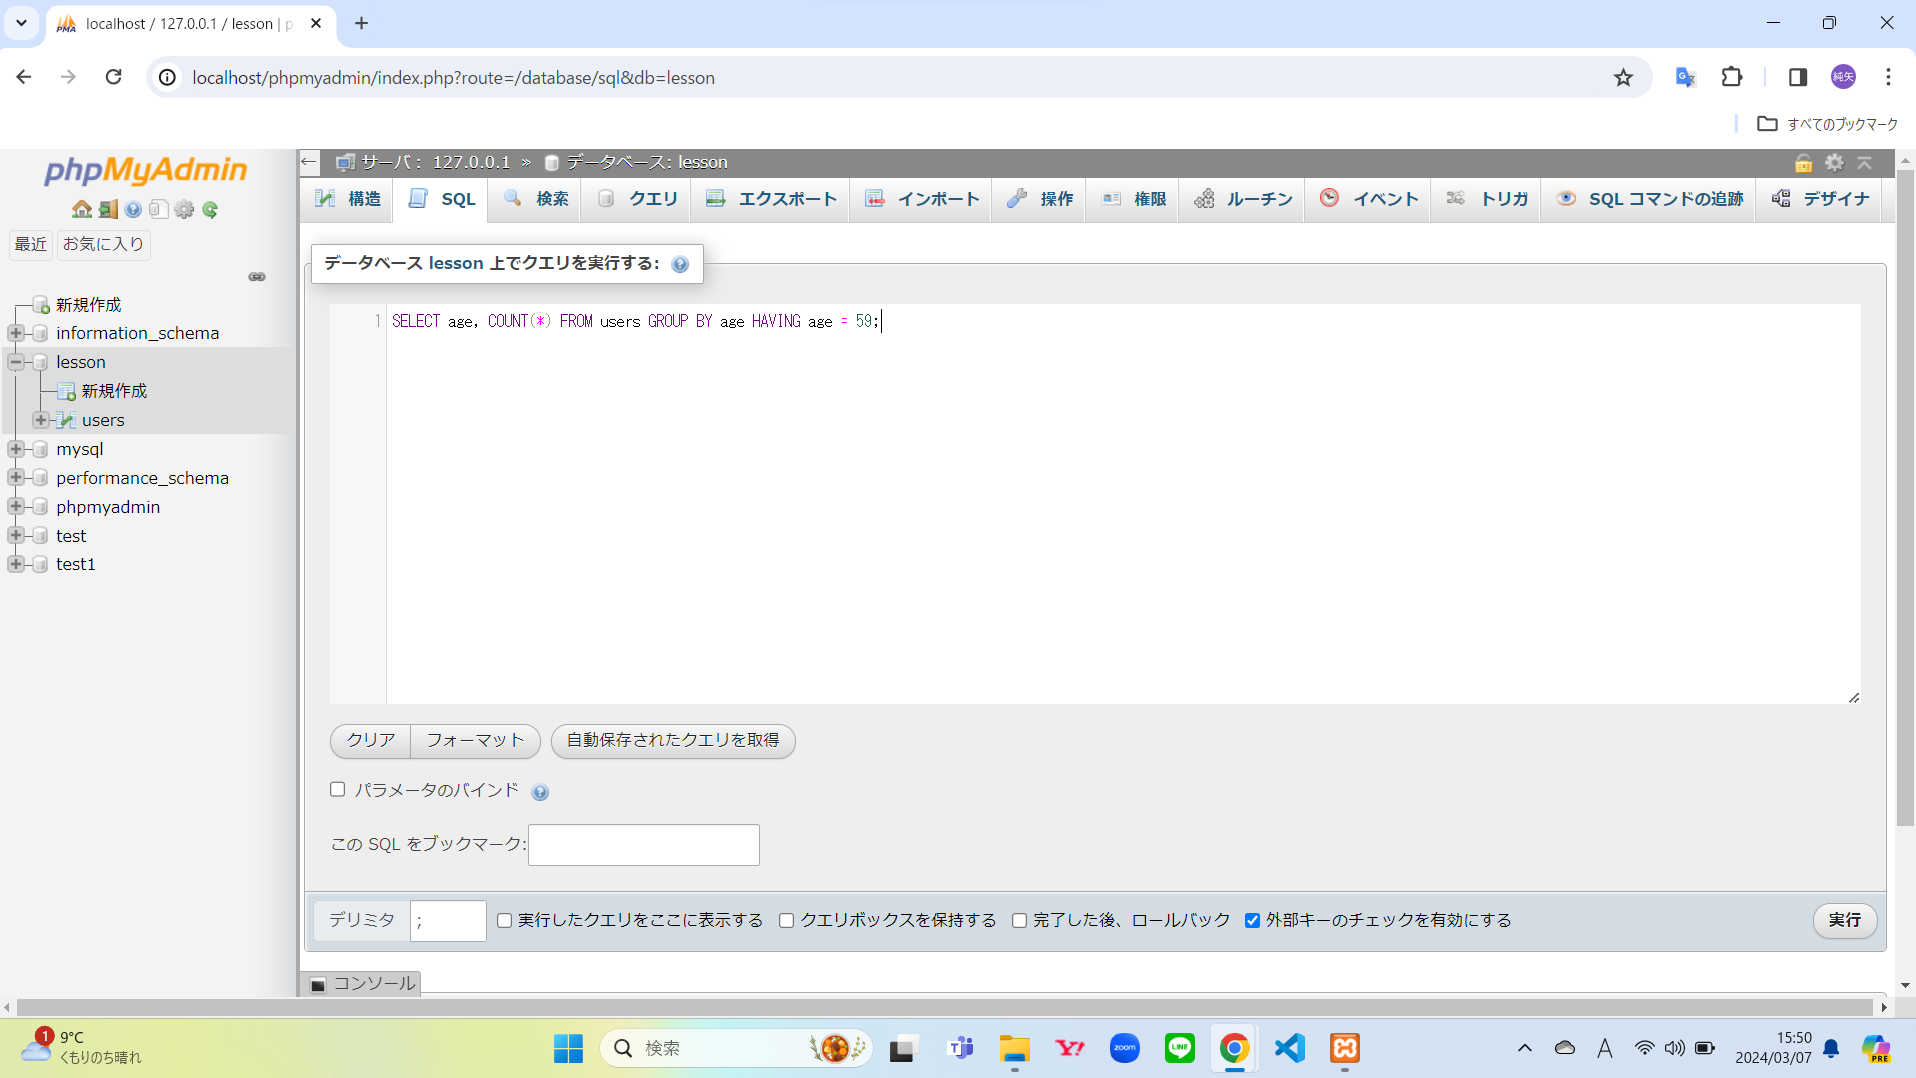 localhost / 127.0.0.1 / lesson | p
localhost/phpmyadmin/index.php?route=/database/sql&db=lesson
純矢
すべてのブックマーク
phpMyAdmin
最近 お気に入り
新規作成
information_schema
lesson
新規作成
users
mysql
performance_schema
phpmyadmin
test
test1
サーバ: 127.0.0.1 » データベース: lesson
構造 SQL 検索 クエリ エクスポート インポート 操作 権限 ルーチン イベント トリガ SQL コマンドの追跡 デザイナ
データベース lesson 上でクエリを実行する:
1 SELECT age, COUNT(*) FROM users GROUP BY age HAVING age = 59;
クリア フォーマット 自動保存されたクエリを取得
パラメータのバインド
この SQL をブックマーク:
デリミタ ; 実行したクエリをここに表示する クエリボックスを保持する 完了した後、ロールバック 外部キーのチェックを有効にする 実行
コンソール
1 9°C
くもりのち晴れ
検索
zoom
LINE
A
15:50
2024/03/07
PRE